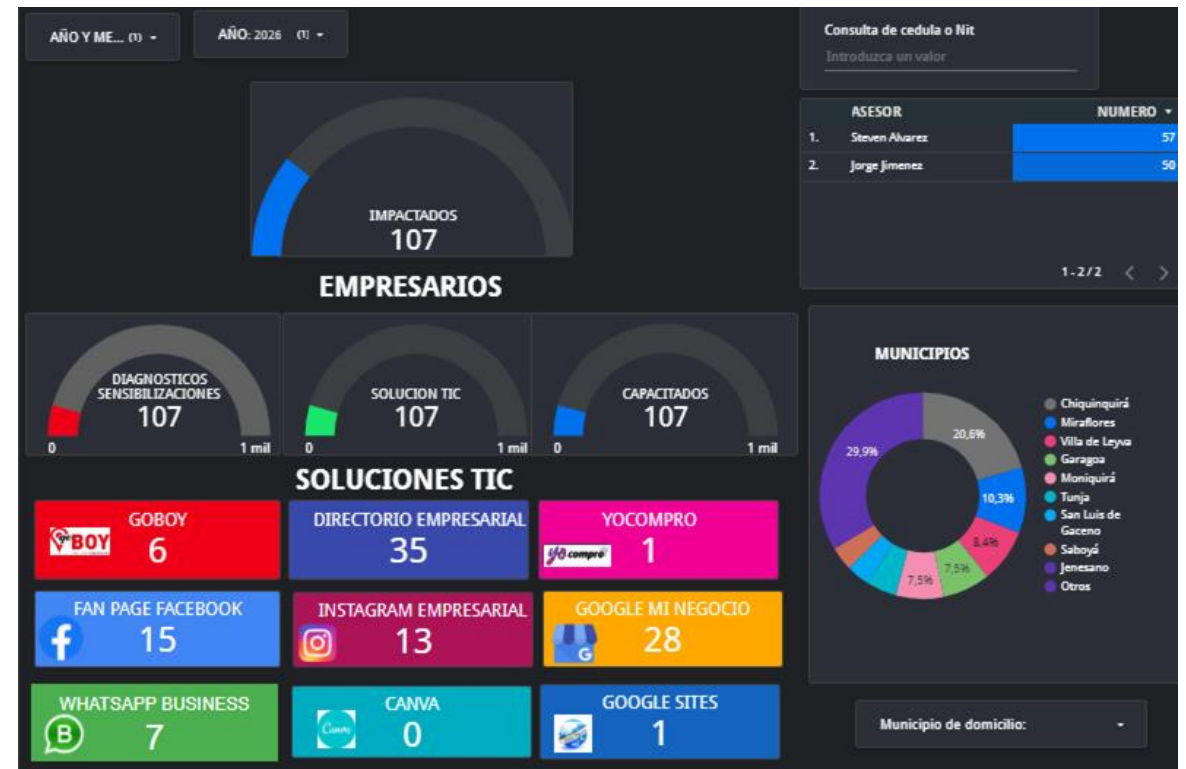 AÑO Y ME... (1)
AÑO: 2026 (1)
Consulta de cedula o Nit
Introduzca un valor
ASESOR NUMERO
1. Steven Alvarez 57
2. Jorge Jimenez 50
1-2/2
IMPACTADOS
107
EMPRESARIOS
DIAGNOSTICOS
SENSIBILIZACIONES
107
0 1 mil
SOLUCION TIC
107
0 1 mil
CAPACITADOS
107
0 1 mil
MUNICIPIOS
20,6%
10,3%
8,4%
7,5%
7,5%
29,9%
Chiquinquirá
Miraflores
Villa de Leyva
Garagoa
Moniquirá
Tunja
San Luis de
Gaceno
Saboyá
Jenesano
Otros
SOLUCIONES TIC
GOBOY
BOY
6
DIRECTORIO EMPRESARIAL
35
YOCOMPRO
yo compro
1
FAN PAGE FACEBOOK
f
15
INSTAGRAM EMPRESARIAL
13
GOOGLE MI NEGOCIO
G
28
WHATSAPP BUSINESS
B
7
CANVA
Canva
0
GOOGLE SITES
1
Municipio de domicilio: